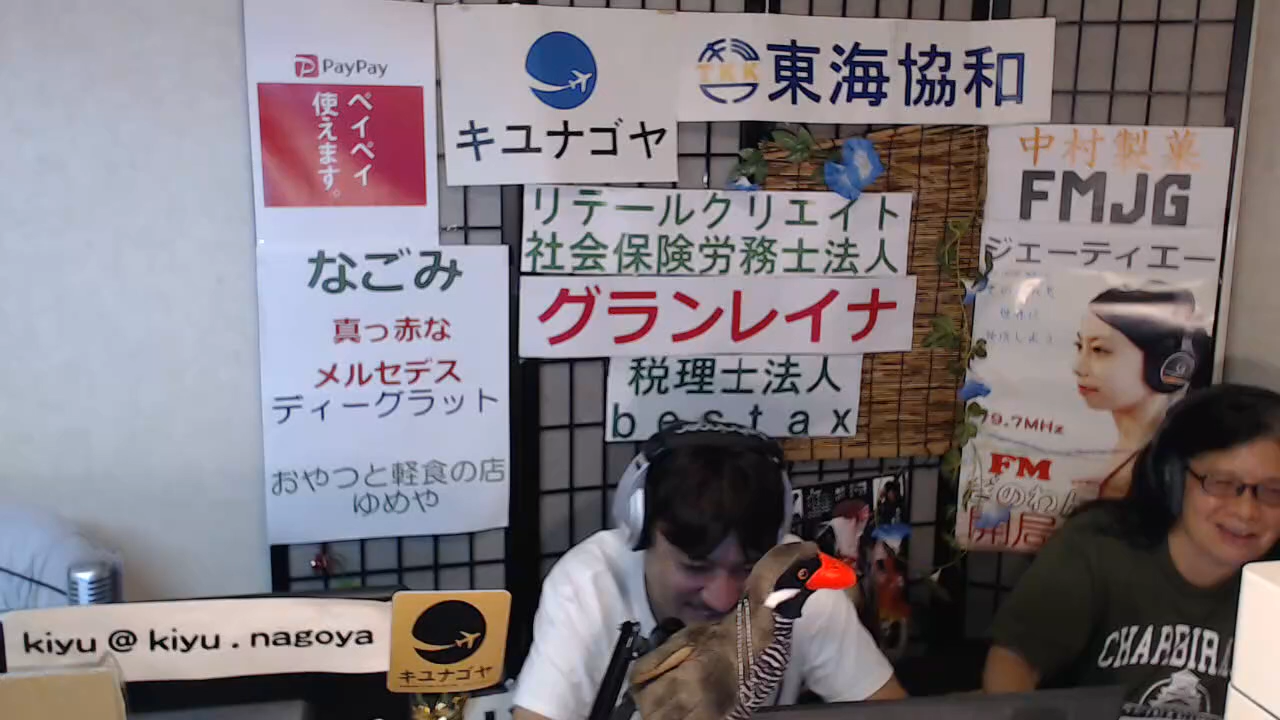 PayPay
ペイペイ
使えます。
キユナゴヤ
TKK
東海協和
リテールクリエイト
社会保険労務士法人
グランレイナ
税理士法人
bestax
なごみ
真っ赤な
メルセデス
ディーグラット
おやつと軽食の店
ゆめや
中村製菓
FMJG
ジェーティエー
79.7MHz
FM
開局
kiyu@kiyu.nagoya
キユナゴヤ